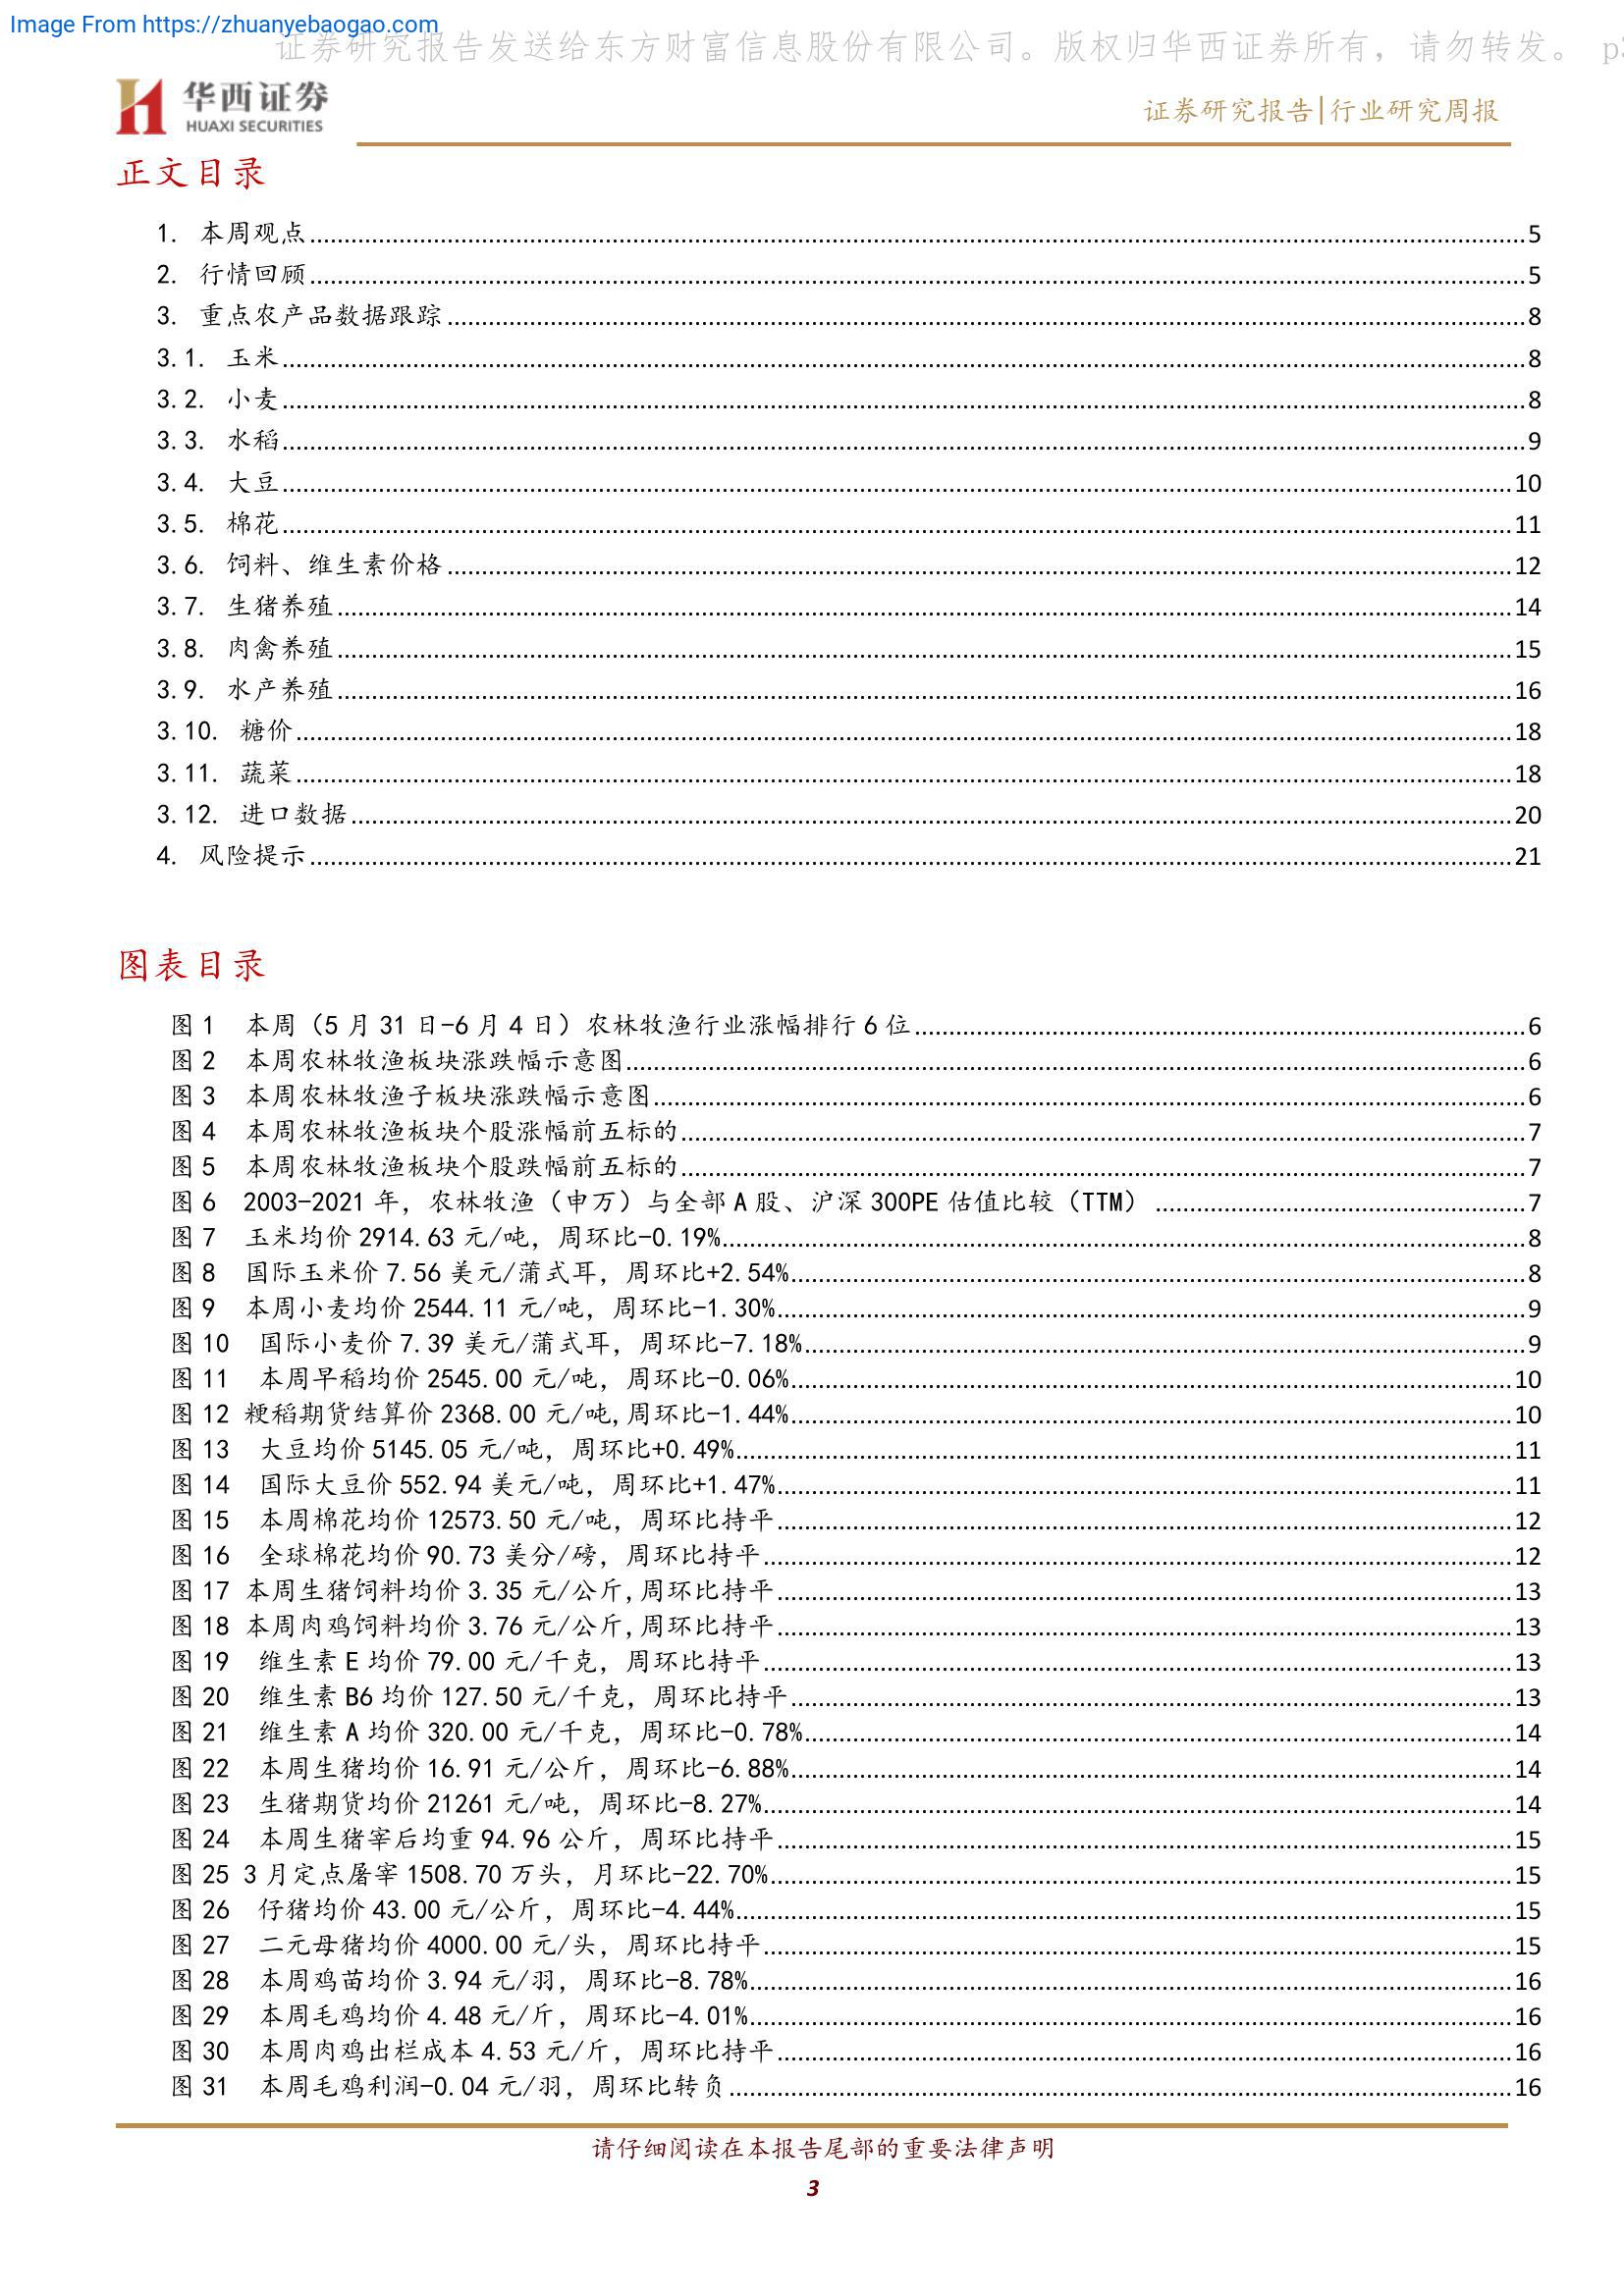 Image From https://zhuanyebaogao.com
证券研究报告发送给东方财富信息股份有限公司。版权归华西证券所有，请勿转发。 p3
华西证券
HUAXI SECURITIES
证券研究报告|行业研究周报
正文目录
1. 本周观点 5
2. 行情回顾 5
3. 重点农产品数据跟踪 8
3.1. 玉米 8
3.2. 小麦 8
3.3. 水稻 9
3.4. 大豆 10
3.5. 棉花 11
3.6. 饲料、维生素价格 12
3.7. 生猪养殖 14
3.8. 肉禽养殖 15
3.9. 水产养殖 16
3.10. 糖价 18
3.11. 蔬菜 18
3.12. 进口数据 20
4. 风险提示 21
图表目录
图 1 本周（5 月 31 日-6 月 4 日）农林牧渔行业涨幅排行 6 位 6
图 2 本周农林牧渔板块涨跌幅示意图 6
图 3 本周农林牧渔子板块涨跌幅示意图 6
图 4 本周农林牧渔板块个股涨幅前五标的 7
图 5 本周农林牧渔板块个股跌幅前五标的 7
图 6 2003-2021 年，农林牧渔（申万）与全部 A 股、沪深 300PE 估值比较（TTM） 7
图 7 玉米均价 2914.63 元/吨，周环比-0.19% 8
图 8 国际玉米价 7.56 美元/蒲式耳，周环比+2.54% 8
图 9 本周小麦均价 2544.11 元/吨，周环比-1.30% 9
图 10 国际小麦价 7.39 美元/蒲式耳，周环比-7.18% 9
图 11 本周早稻均价 2545.00 元/吨，周环比-0.06% 10
图 12 粳稻期货结算价 2368.00 元/吨,周环比-1.44% 10
图 13 大豆均价 5145.05 元/吨，周环比+0.49% 11
图 14 国际大豆价 552.94 美元/吨，周环比+1.47% 11
图 15 本周棉花均价 12573.50 元/吨，周环比持平 12
图 16 全球棉花均价 90.73 美分/磅，周环比持平 12
图 17 本周生猪饲料均价 3.35 元/公斤,周环比持平 13
图 18 本周肉鸡饲料均价 3.76 元/公斤,周环比持平 13
图 19 维生素 E 均价 79.00 元/千克，周环比持平 13
图 20 维生素 B6 均价 127.50 元/千克，周环比持平 13
图 21 维生素 A 均价 320.00 元/千克，周环比-0.78% 14
图 22 本周生猪均价 16.91 元/公斤，周环比-6.88% 14
图 23 生猪期货均价 21261 元/吨，周环比-8.27% 14
图 24 本周生猪宰后均重 94.96 公斤，周环比持平 15
图 25 3 月定点屠宰 1508.70 万头，月环比-22.70% 15
图 26 仔猪均价 43.00 元/公斤，周环比-4.44% 15
图 27 二元母猪均价 4000.00 元/头，周环比持平 15
图 28 本周鸡苗均价 3.94 元/羽，周环比-8.78% 16
图 29 本周毛鸡均价 4.48 元/斤，周环比-4.01% 16
图 30 本周肉鸡出栏成本 4.53 元/斤，周环比持平 16
图 31 本周毛鸡利润-0.04 元/羽，周环比转负 16
请仔细阅读在本报告尾部的重要法律声明
3